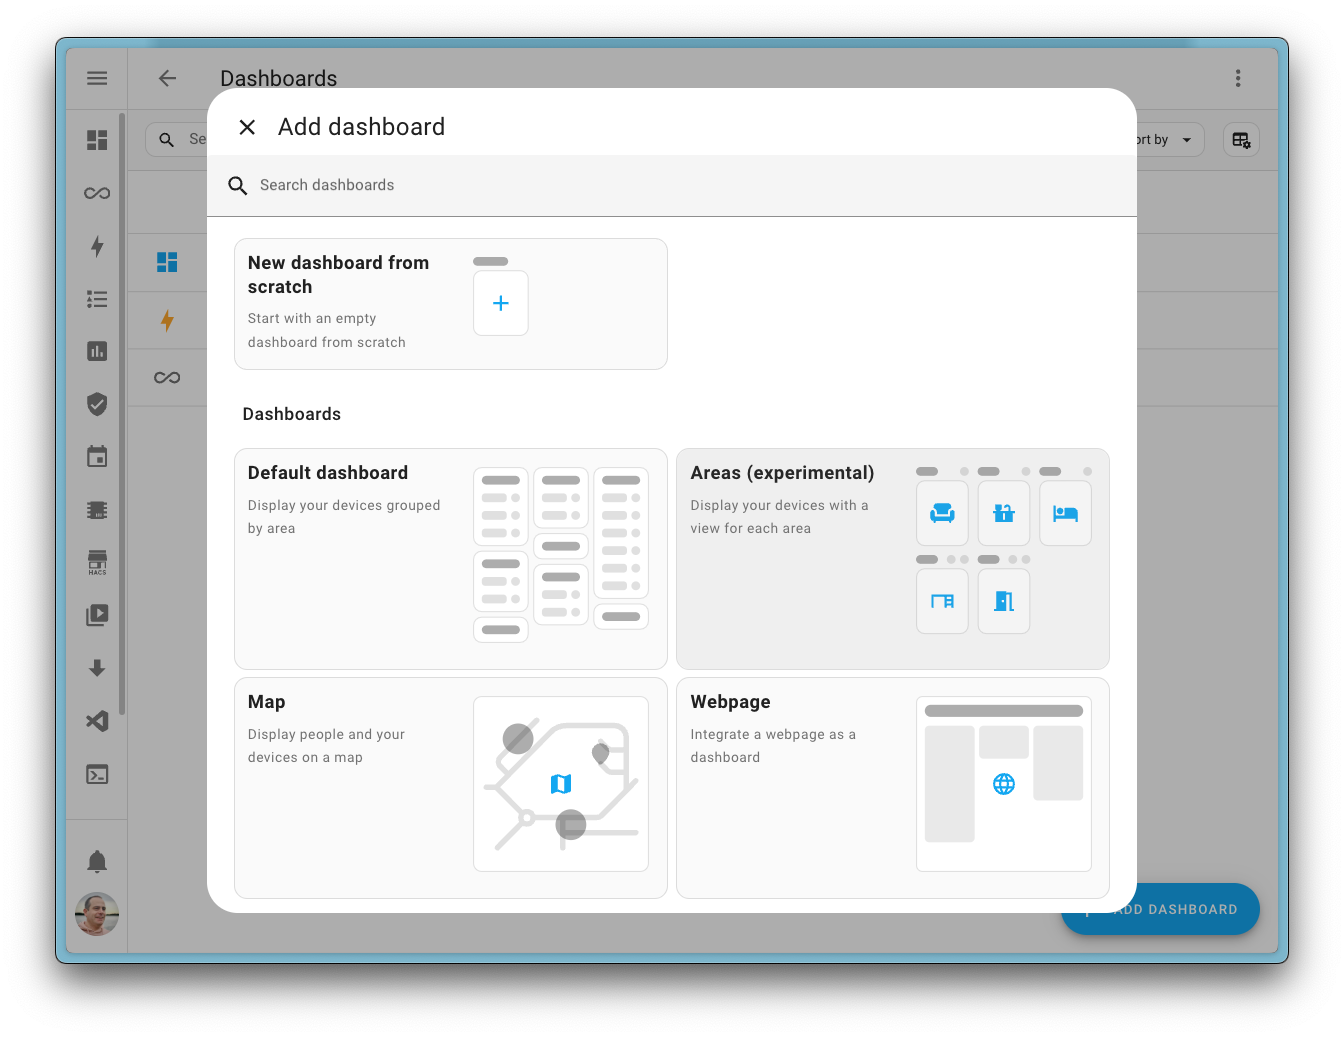 Dashboards
Add dashboard
Se
ort by
Search dashboards
New dashboard from
scratch
Start with an empty
dashboard from scratch
Dashboards
Default dashboard
Display your devices grouped
by area
Areas (experimental)
Display your devices with a
view for each area
HACS
Map
Display people and your
devices on a map
Webpage
Integrate a webpage as a
dashboard
ADD DASHBOARD